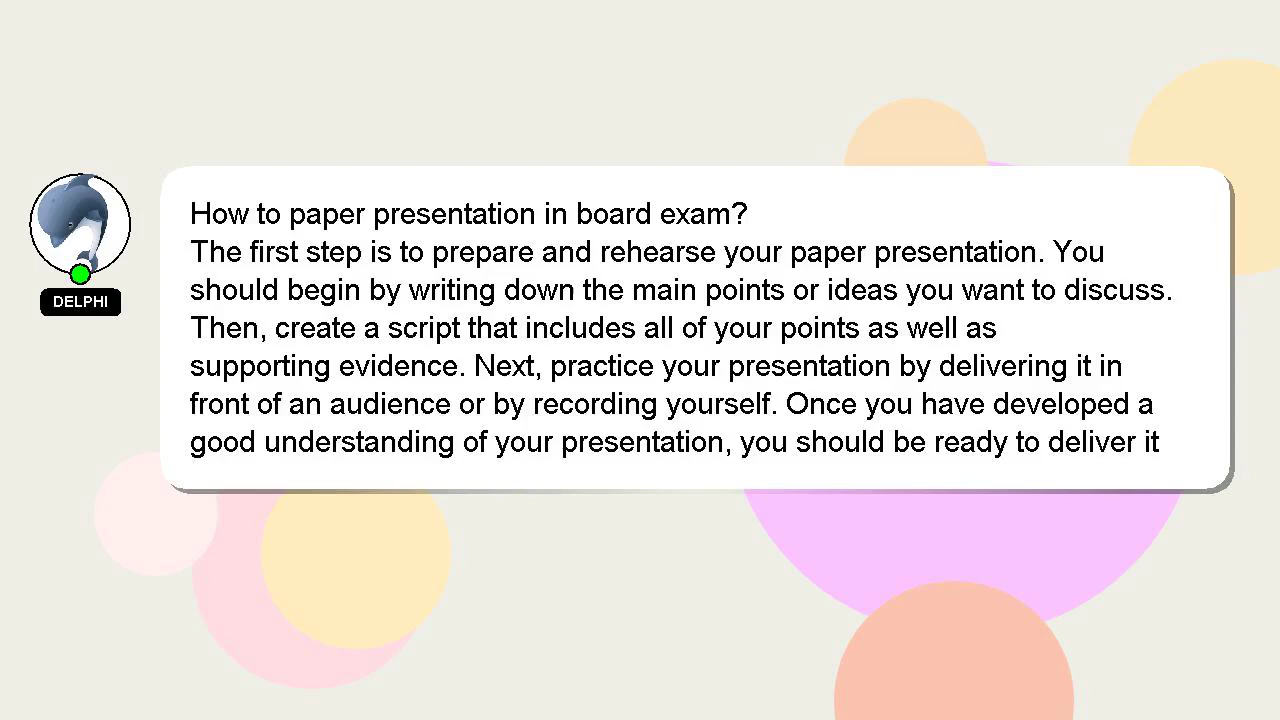 How to paper presentation in board exam?
The first step is to prepare and rehearse your paper presentation. You
should begin by writing down the main points or ideas you want to discuss.
Then, create a script that includes all of your points as well as
supporting evidence. Next, practice your presentation by delivering it in
front of an audience or by recording yourself. Once you have developed a
good understanding of your presentation, you should be ready to deliver it
DELPHI